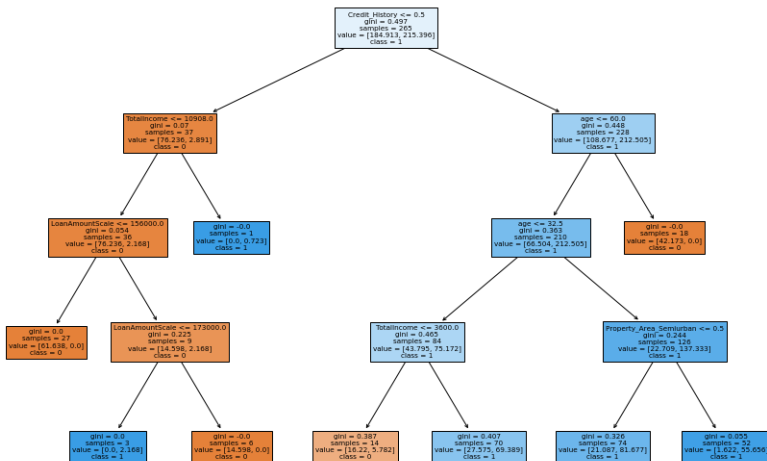 Credit_History <= 0.5
gini = 0.497
samples = 265
value = [184.913, 215.396]
class = 1
TotalIncome <= 10908.0
gini = 0.07
samples = 37
value = [76.236, 2.891]
class = 0
age <= 60.0
gini = 0.448
samples = 228
value = [108.677, 212.505]
class = 1
LoanAmountScale <= 156000.0
gini = 0.054
samples = 36
value = [76.236, 2.168]
class = 0
gini = -0.0
samples = 1
value = [0.0, 0.723]
class = 1
age <= 32.5
gini = 0.363
samples = 210
value = [66.504, 212.505]
class = 1
gini = -0.0
samples = 18
value = [42.173, 0.0]
class = 0
gini = 0.0
samples = 27
value = [61.638, 0.0]
class = 0
LoanAmountScale <= 173000.0
gini = 0.225
samples = 9
value = [14.598, 2.168]
class = 0
TotalIncome <= 3600.0
gini = 0.465
samples = 84
value = [43.795, 75.172]
class = 1
Property_Area_Semiurban <= 0.5
gini = 0.244
samples = 126
value = [22.709, 137.333]
class = 1
gini = 0.0
samples = 3
value = [0.0, 2.168]
class = 1
gini = -0.0
samples = 6
value = [14.598, 0.0]
class = 0
gini = 0.387
samples = 14
value = [16.22, 5.782]
class = 0
gini = 0.407
samples = 70
value = [27.575, 69.389]
class = 1
gini = 0.326
samples = 74
value = [21.087, 81.677]
class = 1
gini = 0.055
samples = 52
value = [1.622, 55.656]
class = 1